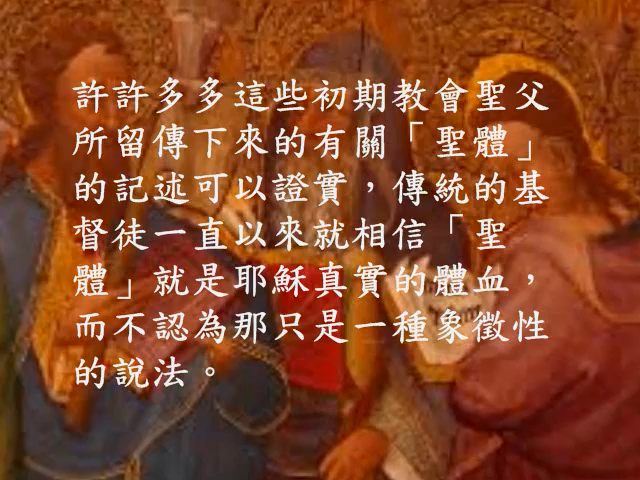 許許多多這些初期教會聖父
所留傳下來的有關「聖體」
的記述可以證實，傳統的基
督徒一直以來就相信「聖
體」就是耶穌真實的體血，
而不認為那只是一種象徵性
的說法。